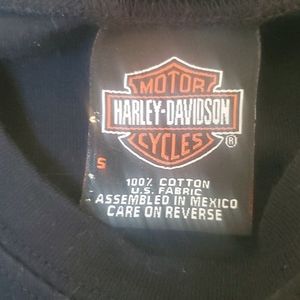 MOTOR
HARLEY-DAVIDSON
CYCLES
®
S
100% COTTON
U.S. FABRIC
ASSEMBLED IN MEXICO
CARE ON REVERSE